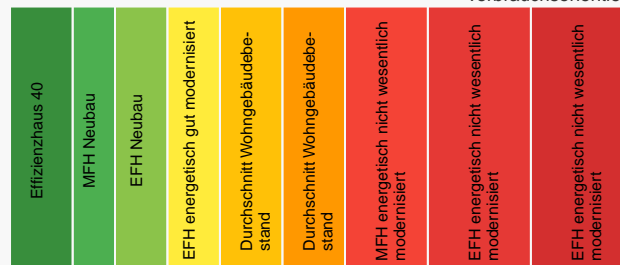 Effizienzhaus 40
MFH Neubau
EFH Neubau
EFH energetisch gut modernisiert
Durchschnitt Wohngebäudebe-
stand
Durchschnitt Wohngebäudebe-
stand
MFH energetisch nicht wesentlich
modernisiert
EFH energetisch nicht wesentlich
modernisiert
EFH energetisch nicht wesentlich
modernisiert